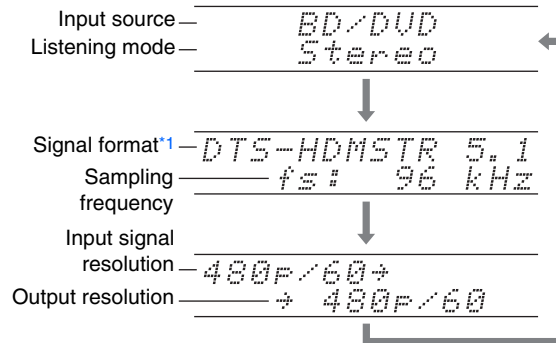 Input source
BD/DVD
Listening mode
Stereo
Signal format*1
DTS-HDMSTR 5.1
Sampling frequency
fs: 96 kHz
Input signal resolution
480p/60→
Output resolution
→ 480p/60